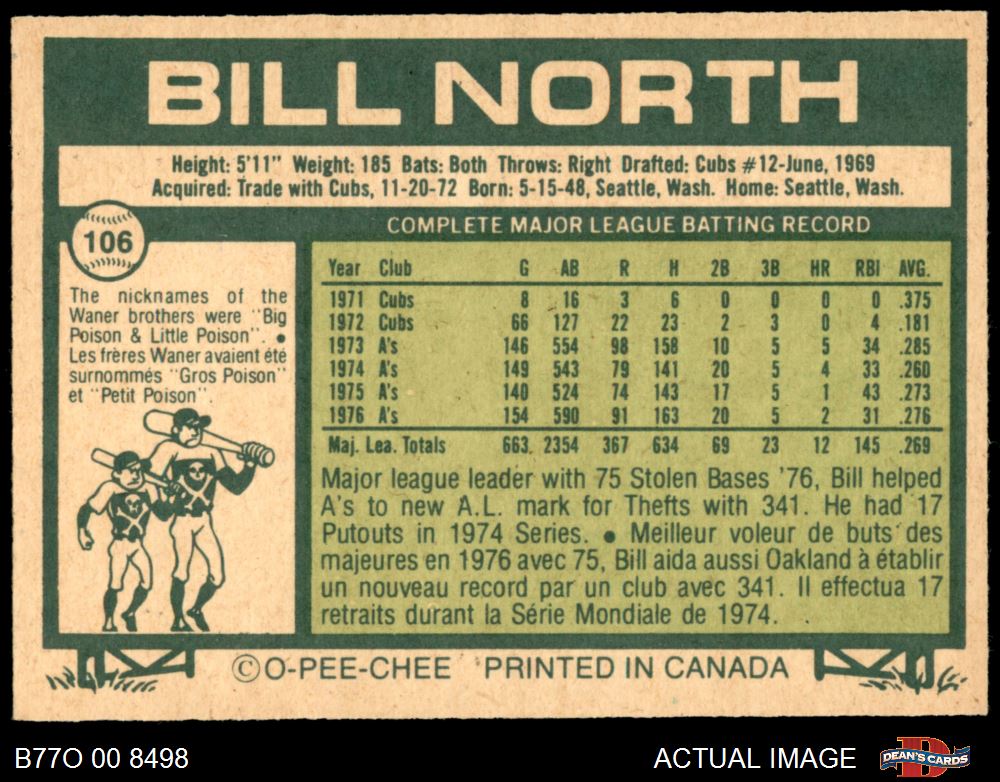 BILL NORTH
Height: 5'11" Weight: 185 Bats: Both Throws: Right Drafted: Cubs #12-June, 1969
Acquired: Trade with Cubs, 11-20-72 Born: 5-15-48, Seattle, Wash. Home: Seattle, Wash.
106
The nicknames of the
Waner brothers were "Big
Poison & Little Poison". ●
Les frères Waner avaient été
surnommés "Gros Poison"
et "Petit Poison".
COMPLETE MAJOR LEAGUE BATTING RECORD
Year Club G AB R H 2B 3B HR RBI AVG.
1971 Cubs 8 16 3 6 0 0 0 0 .375
1972 Cubs 66 127 22 23 2 3 0 4 .181
1973 A's 146 554 98 158 10 5 5 34 .285
1974 A's 149 543 79 141 20 5 4 33 .260
1975 A's 140 524 74 143 17 5 1 43 .273
1976 A's 154 590 91 163 20 5 2 31 .276
Maj. Lea. Totals 663 2354 367 634 69 23 12 145 .269
Major league leader with 75 Stolen Bases '76, Bill helped
A's to new A.L. mark for Thefts with 341. He had 17
Putouts in 1974 Series. ● Meilleur voleur de buts des
majeures en 1976 avec 75, Bill aida aussi Oakland à établir
un nouveau record par un club avec 341. Il effectua 17
retraits durant la Série Mondiale de 1974.
© O-PEE-CHEE PRINTED IN CANADA
B77O 00 8498
ACTUAL IMAGE
DEAN'S CARDS